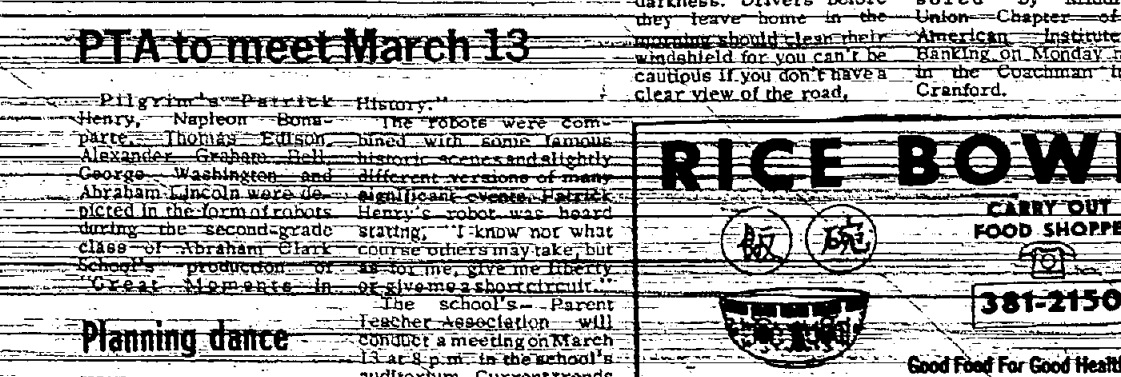 PTA to meet March 13
Pilgrim's Patrick
Henry, Napleon Bona-
parte, Thomas Edison,
Alexander Graham Bell,
George Washington and
Abraham Lincoln were de-
picted in the form of robots
during the second-grade
class of Abraham Clark
School's production of
"Great Moments in
History."
The robots were com-
bined with some famous
historic scenes and slightly
different versions of many
significant events. Patrick
Henry's robot was heard
stating, "I know not what
course others may take, but
as for me, give me liberty
or give me a short circuit."
The school's Parent
Teacher Association will
conduct a meeting on March
13 at 8 p.m. in the school's
auditorium. Current trends
Planning dance
darkness. Drivers before
they leave home in the
morning should clean their
windshield for you can't be
cautious if you don't have a
clear view of the road.
Union Chapter of
American Institute
Banking on Monday
in the Coachman
Cranford.
RICE BOWL
飯 碗
CARRY OUT
FOOD SHOPPE
381-2150
Good Food For Good Health